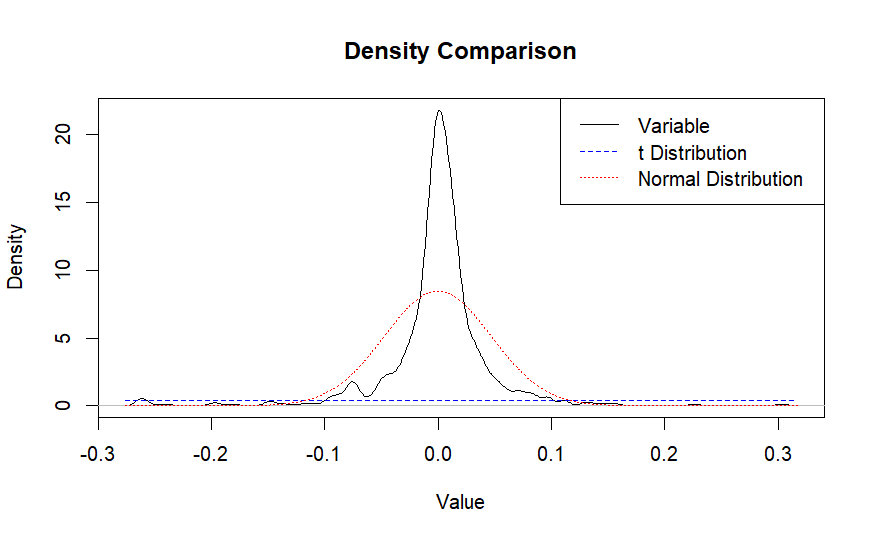 Density Comparison
Variable
t Distribution
Normal Distribution
Density
20
15
10
5
0
-0.3 -0.2 -0.1 0.0 0.1 0.2 0.3
Value